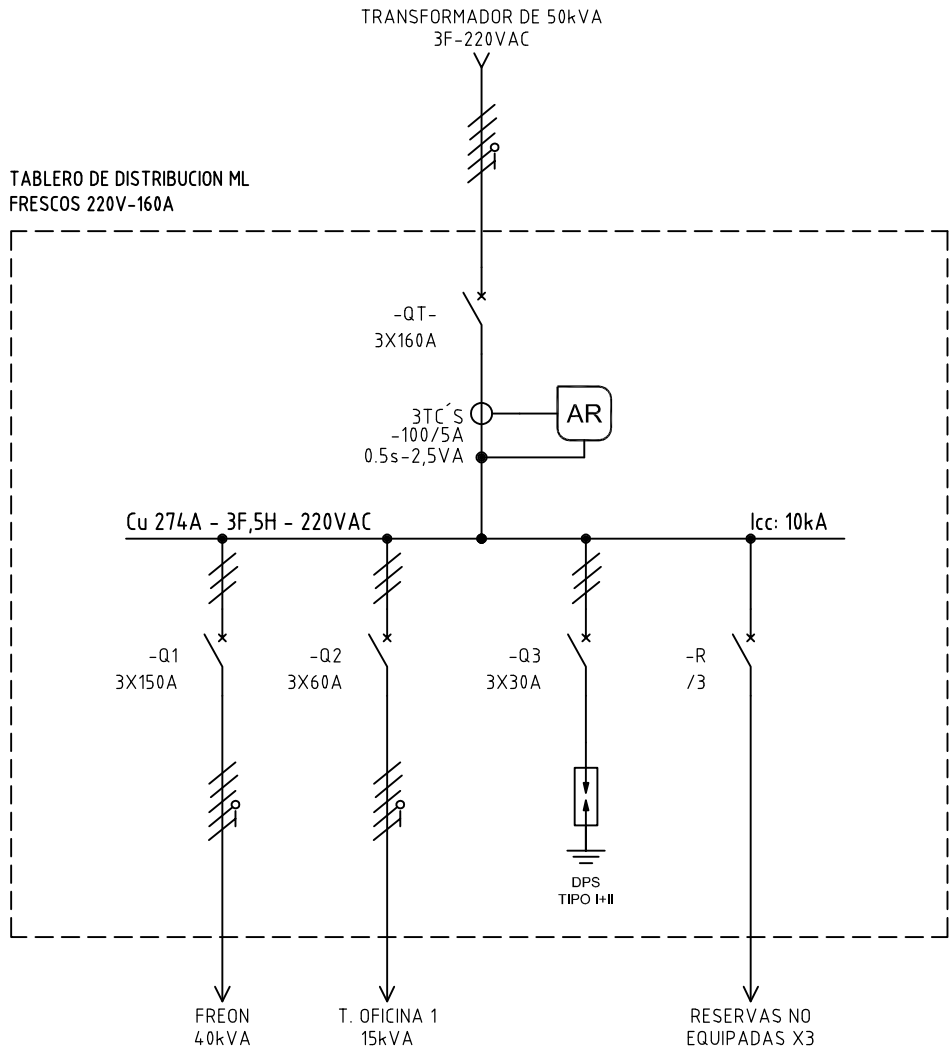 TRANSFORMADOR DE 50kVA
3F-220VAC
TABLERO DE DISTRIBUCION ML
FRESCOS 220V-160A
-QT-
3X160A
3TC´S
-100/5A
0.5s-2,5VA
AR
Cu 274A - 3F,5H - 220VAC
Icc: 10kA
-Q1
3X150A
-Q2
3X60A
-Q3
3X30A
-R
/3
DPS
TIPO I+II
FREON
40kVA
T. OFICINA 1
15kVA
RESERVAS NO
EQUIPADAS X3